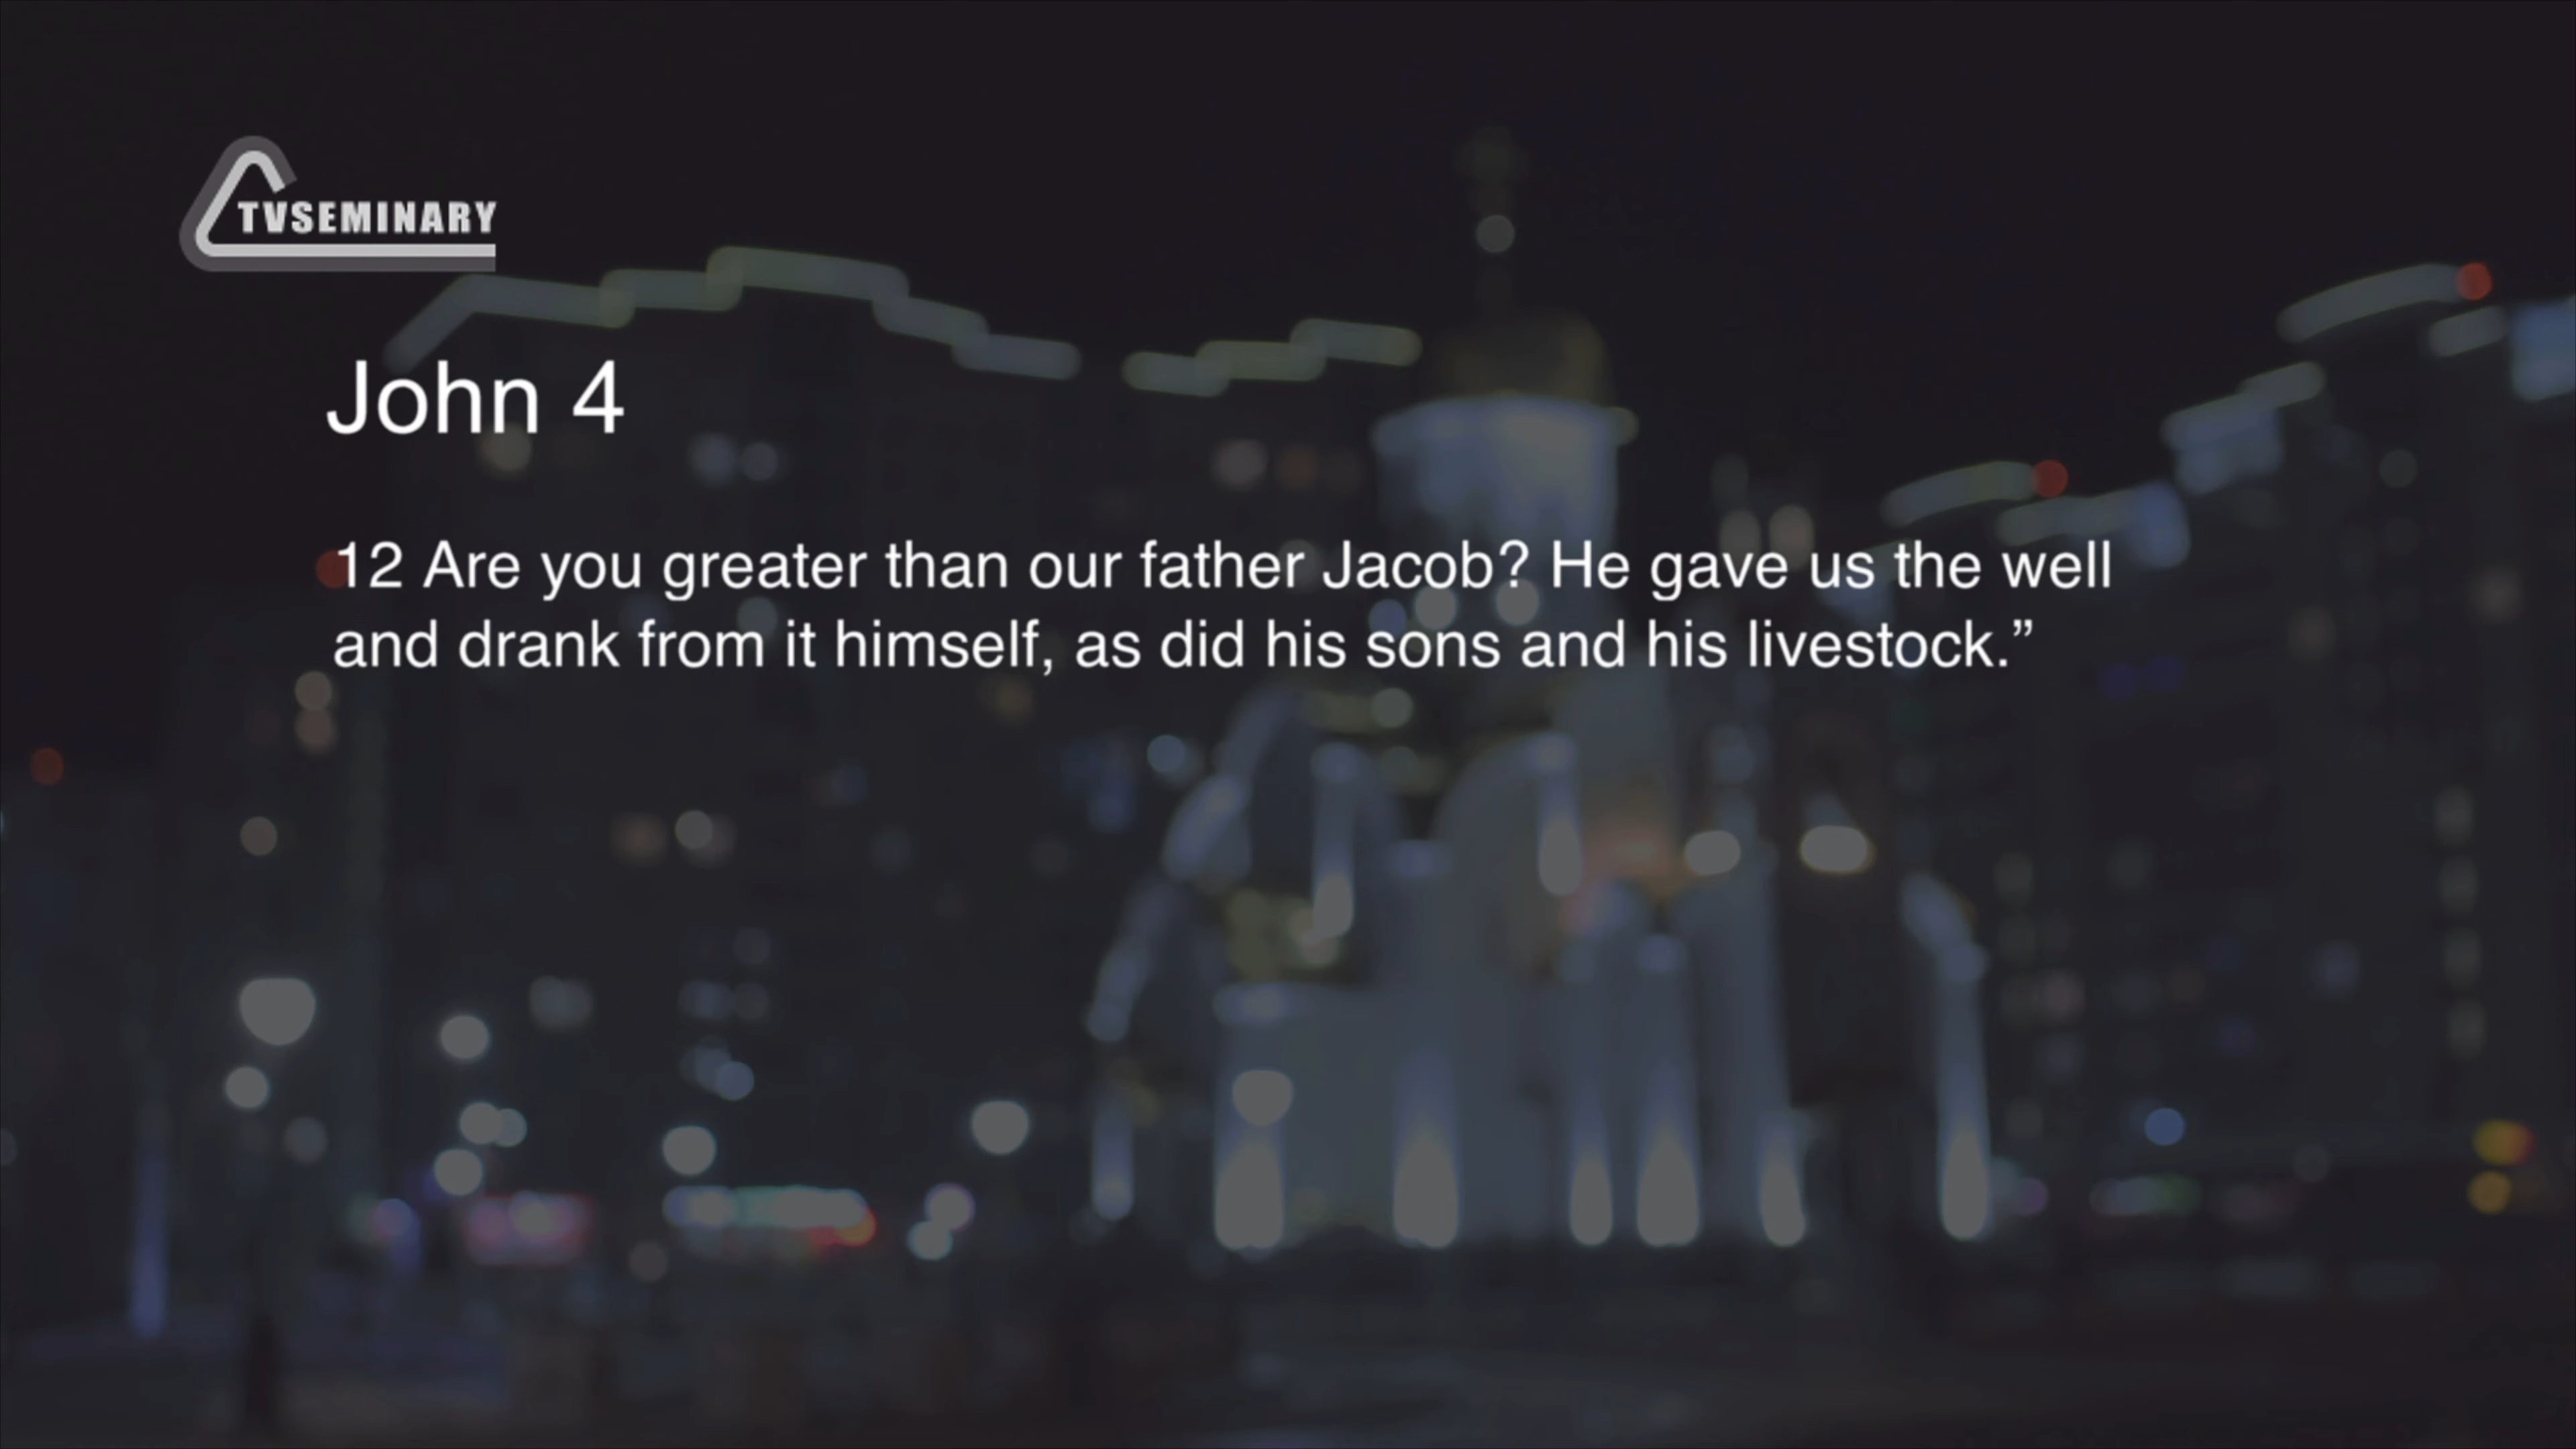 TVSEMINARY
John 4
12 Are you greater than our father Jacob? He gave us the well
and drank from it himself, as did his sons and his livestock.”